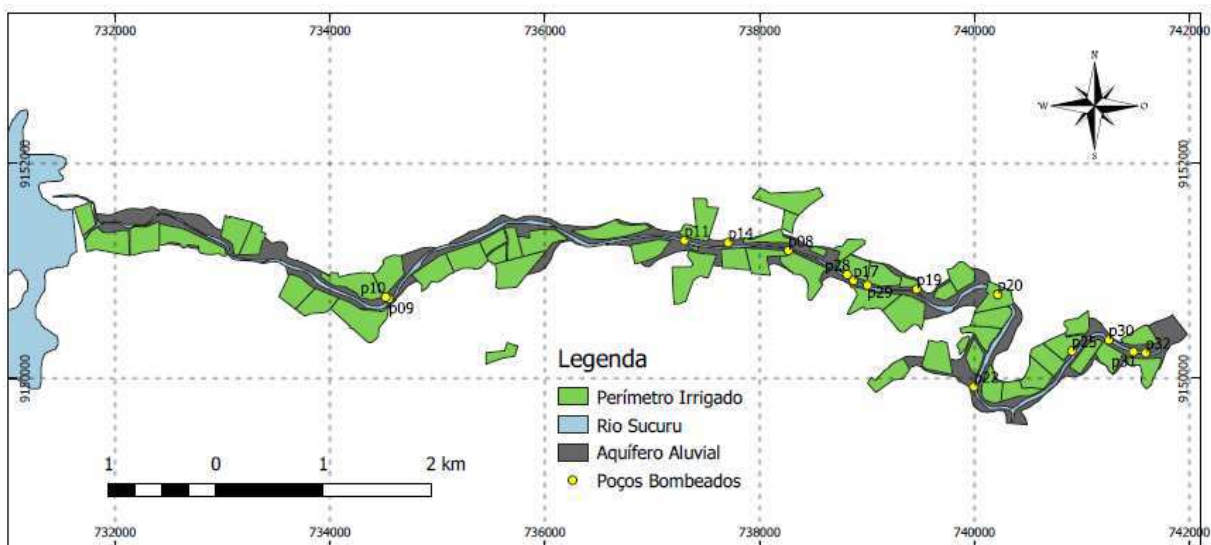 732000 734000 736000 738000 740000 742000
N
W O
S
9152000 9152000
p11 p14 p08
p28 p17
p29 p19 p20
p10
p09
p30
p25 p32
p31
p22
9150000 9150000
Legenda
Perímetro Irrigado
Rio Sucuru
Aquífero Aluvial
Poços Bombeados
1 0 1 2 km
732000 734000 736000 738000 740000 742000